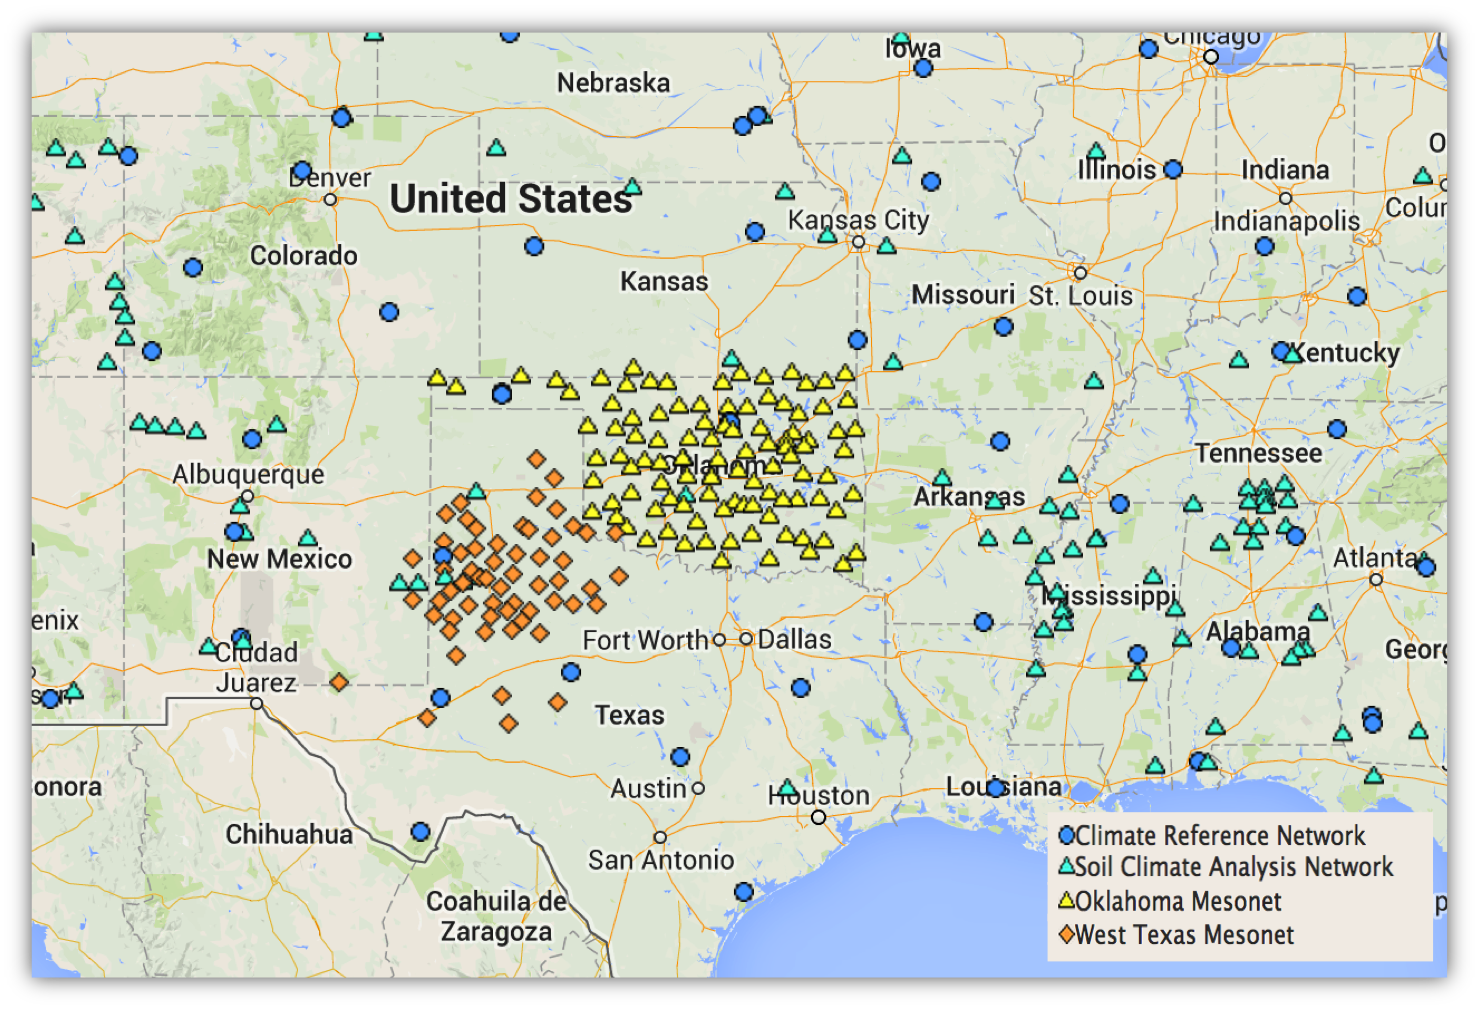 Chicago
Iowa
Nebraska
O
Denver
Illinois
Indiana
United States
Colur
Kansas City
Indianapolis
Colorado
Kansas
Missouri
St. Louis
Kentucky
Tennessee
Oklahoma
Albuquerque
Arkansas
New Mexico
Atlanta
Mississippi
enix
Fort Worth
Dallas
Alabama
Georg
Ciudad
Juarez
Texas
Austin
Houston
Louisiana
onora
Chihuahua
San Antonio
Coahuila de
Zaragoza
Climate Reference Network
Soil Climate Analysis Network
Oklahoma Mesonet
West Texas Mesonet